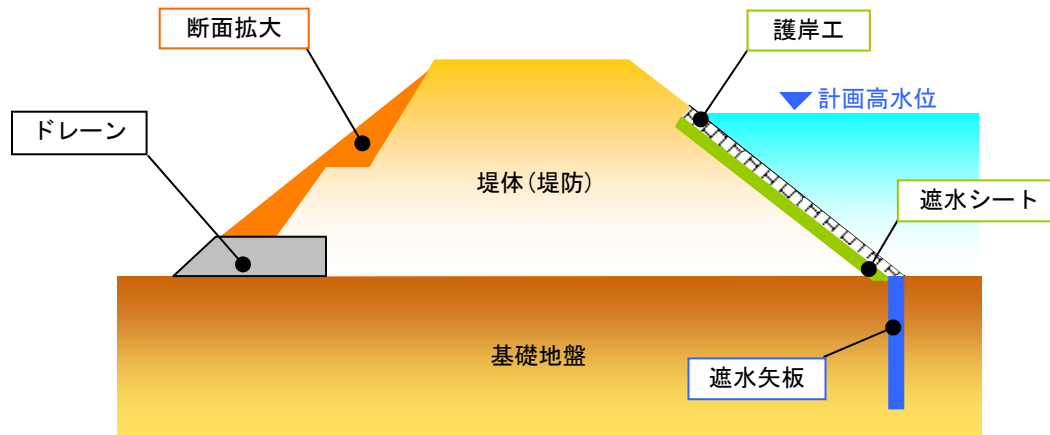 断面拡大
護岸工
計画高水位
ドレーン
堤体(堤防)
遮水シート
基礎地盤
遮水矢板